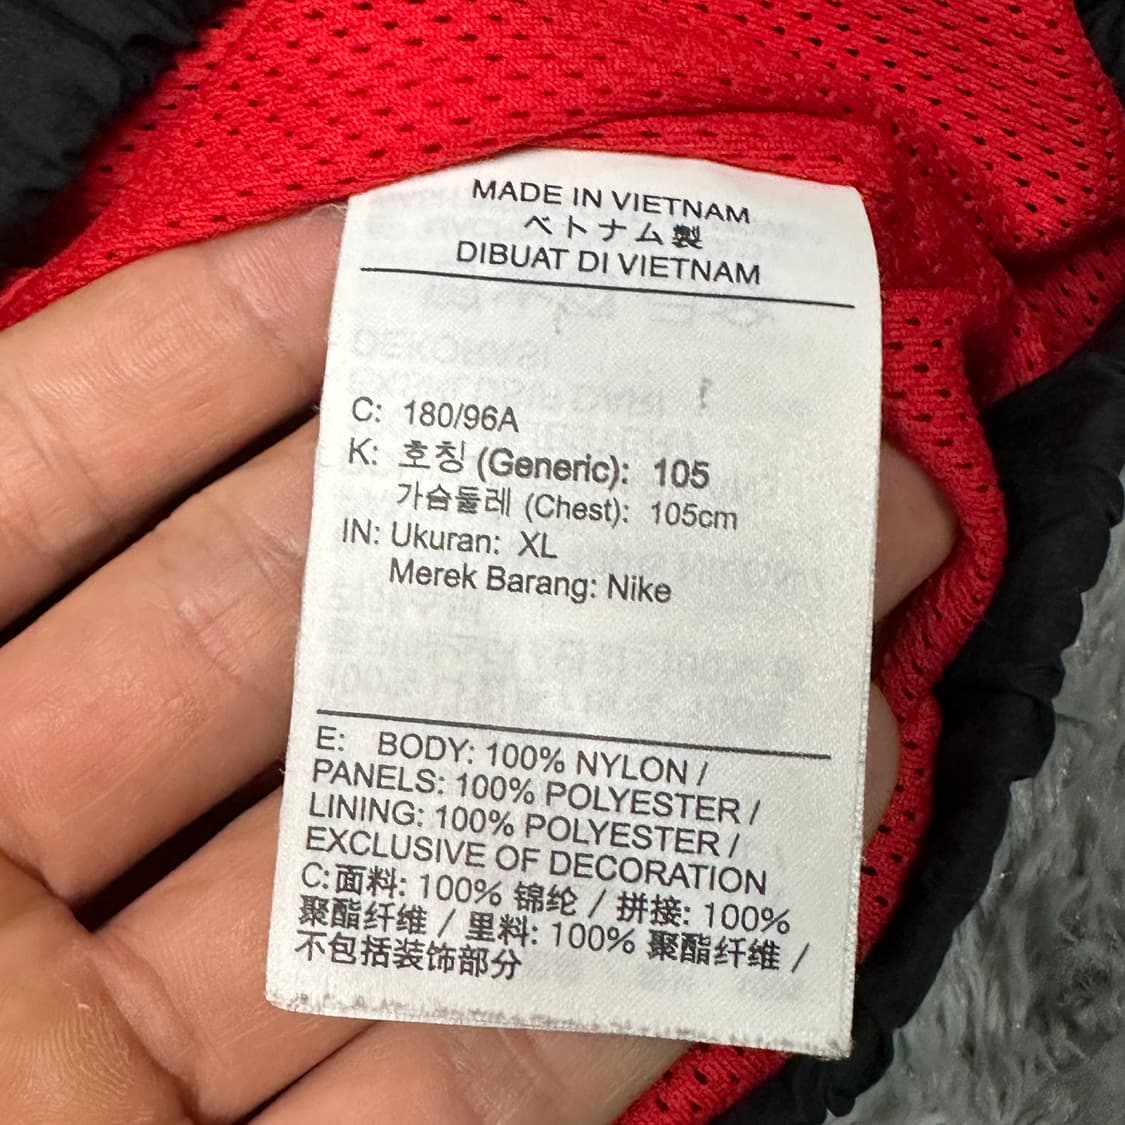 MADE IN VIETNAM
ベトナム製
DIBUAT DI VIETNAM
C: 180/96A
K: 호칭 (Generic): 105
가슴둘레 (Chest): 105cm
IN: Ukuran: XL
Merek Barang: Nike
E: BODY: 100% NYLON /
PANELS: 100% POLYESTER /
LINING: 100% POLYESTER /
EXCLUSIVE OF DECORATION
C:面料: 100% 锦纶 / 拼接: 100%
聚酯纤维 / 里料: 100% 聚酯纤维 /
不包括装饰部分